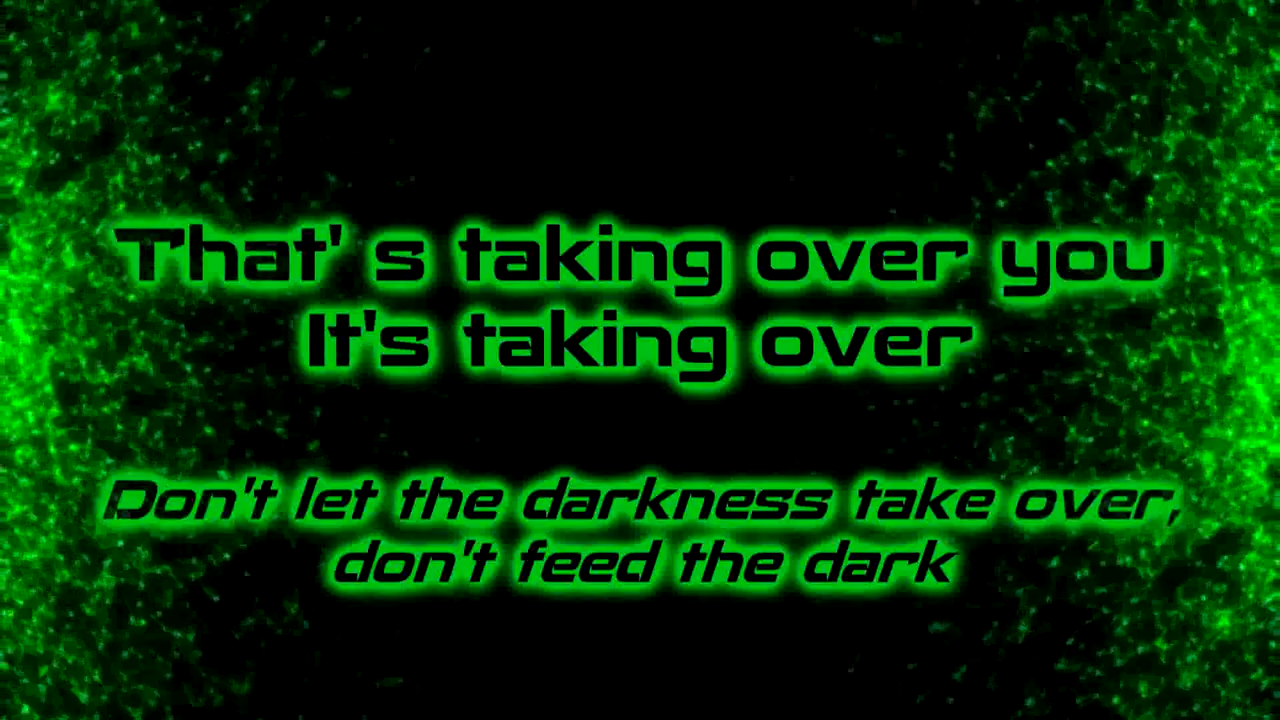 That' s taking over you
It's taking over
Don't let the darkness take over,
don't feed the dark